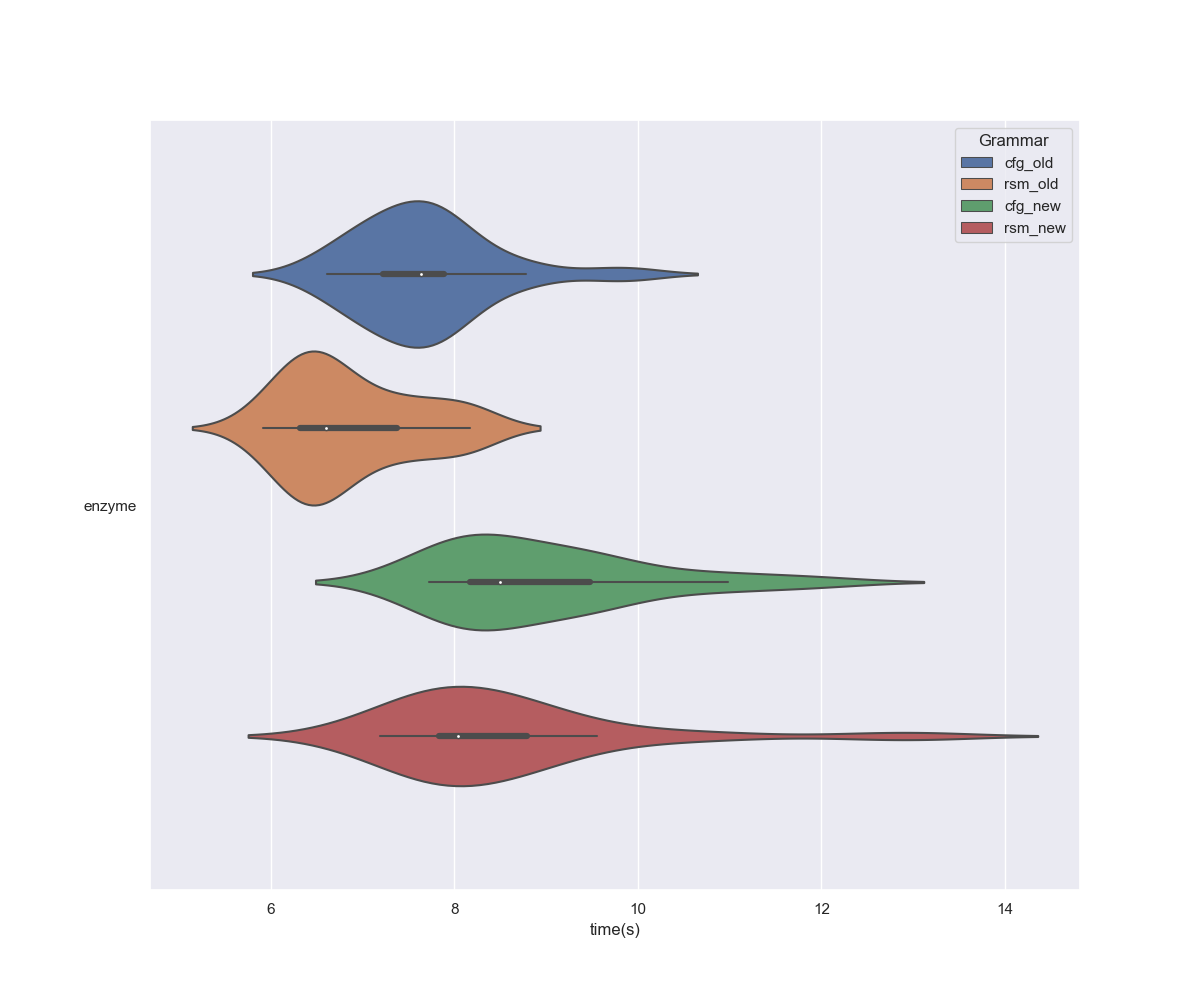 Grammar
cfg_old
rsm_old
cfg_new
rsm_new
enzyme
6 8 10 12 14
time(s)